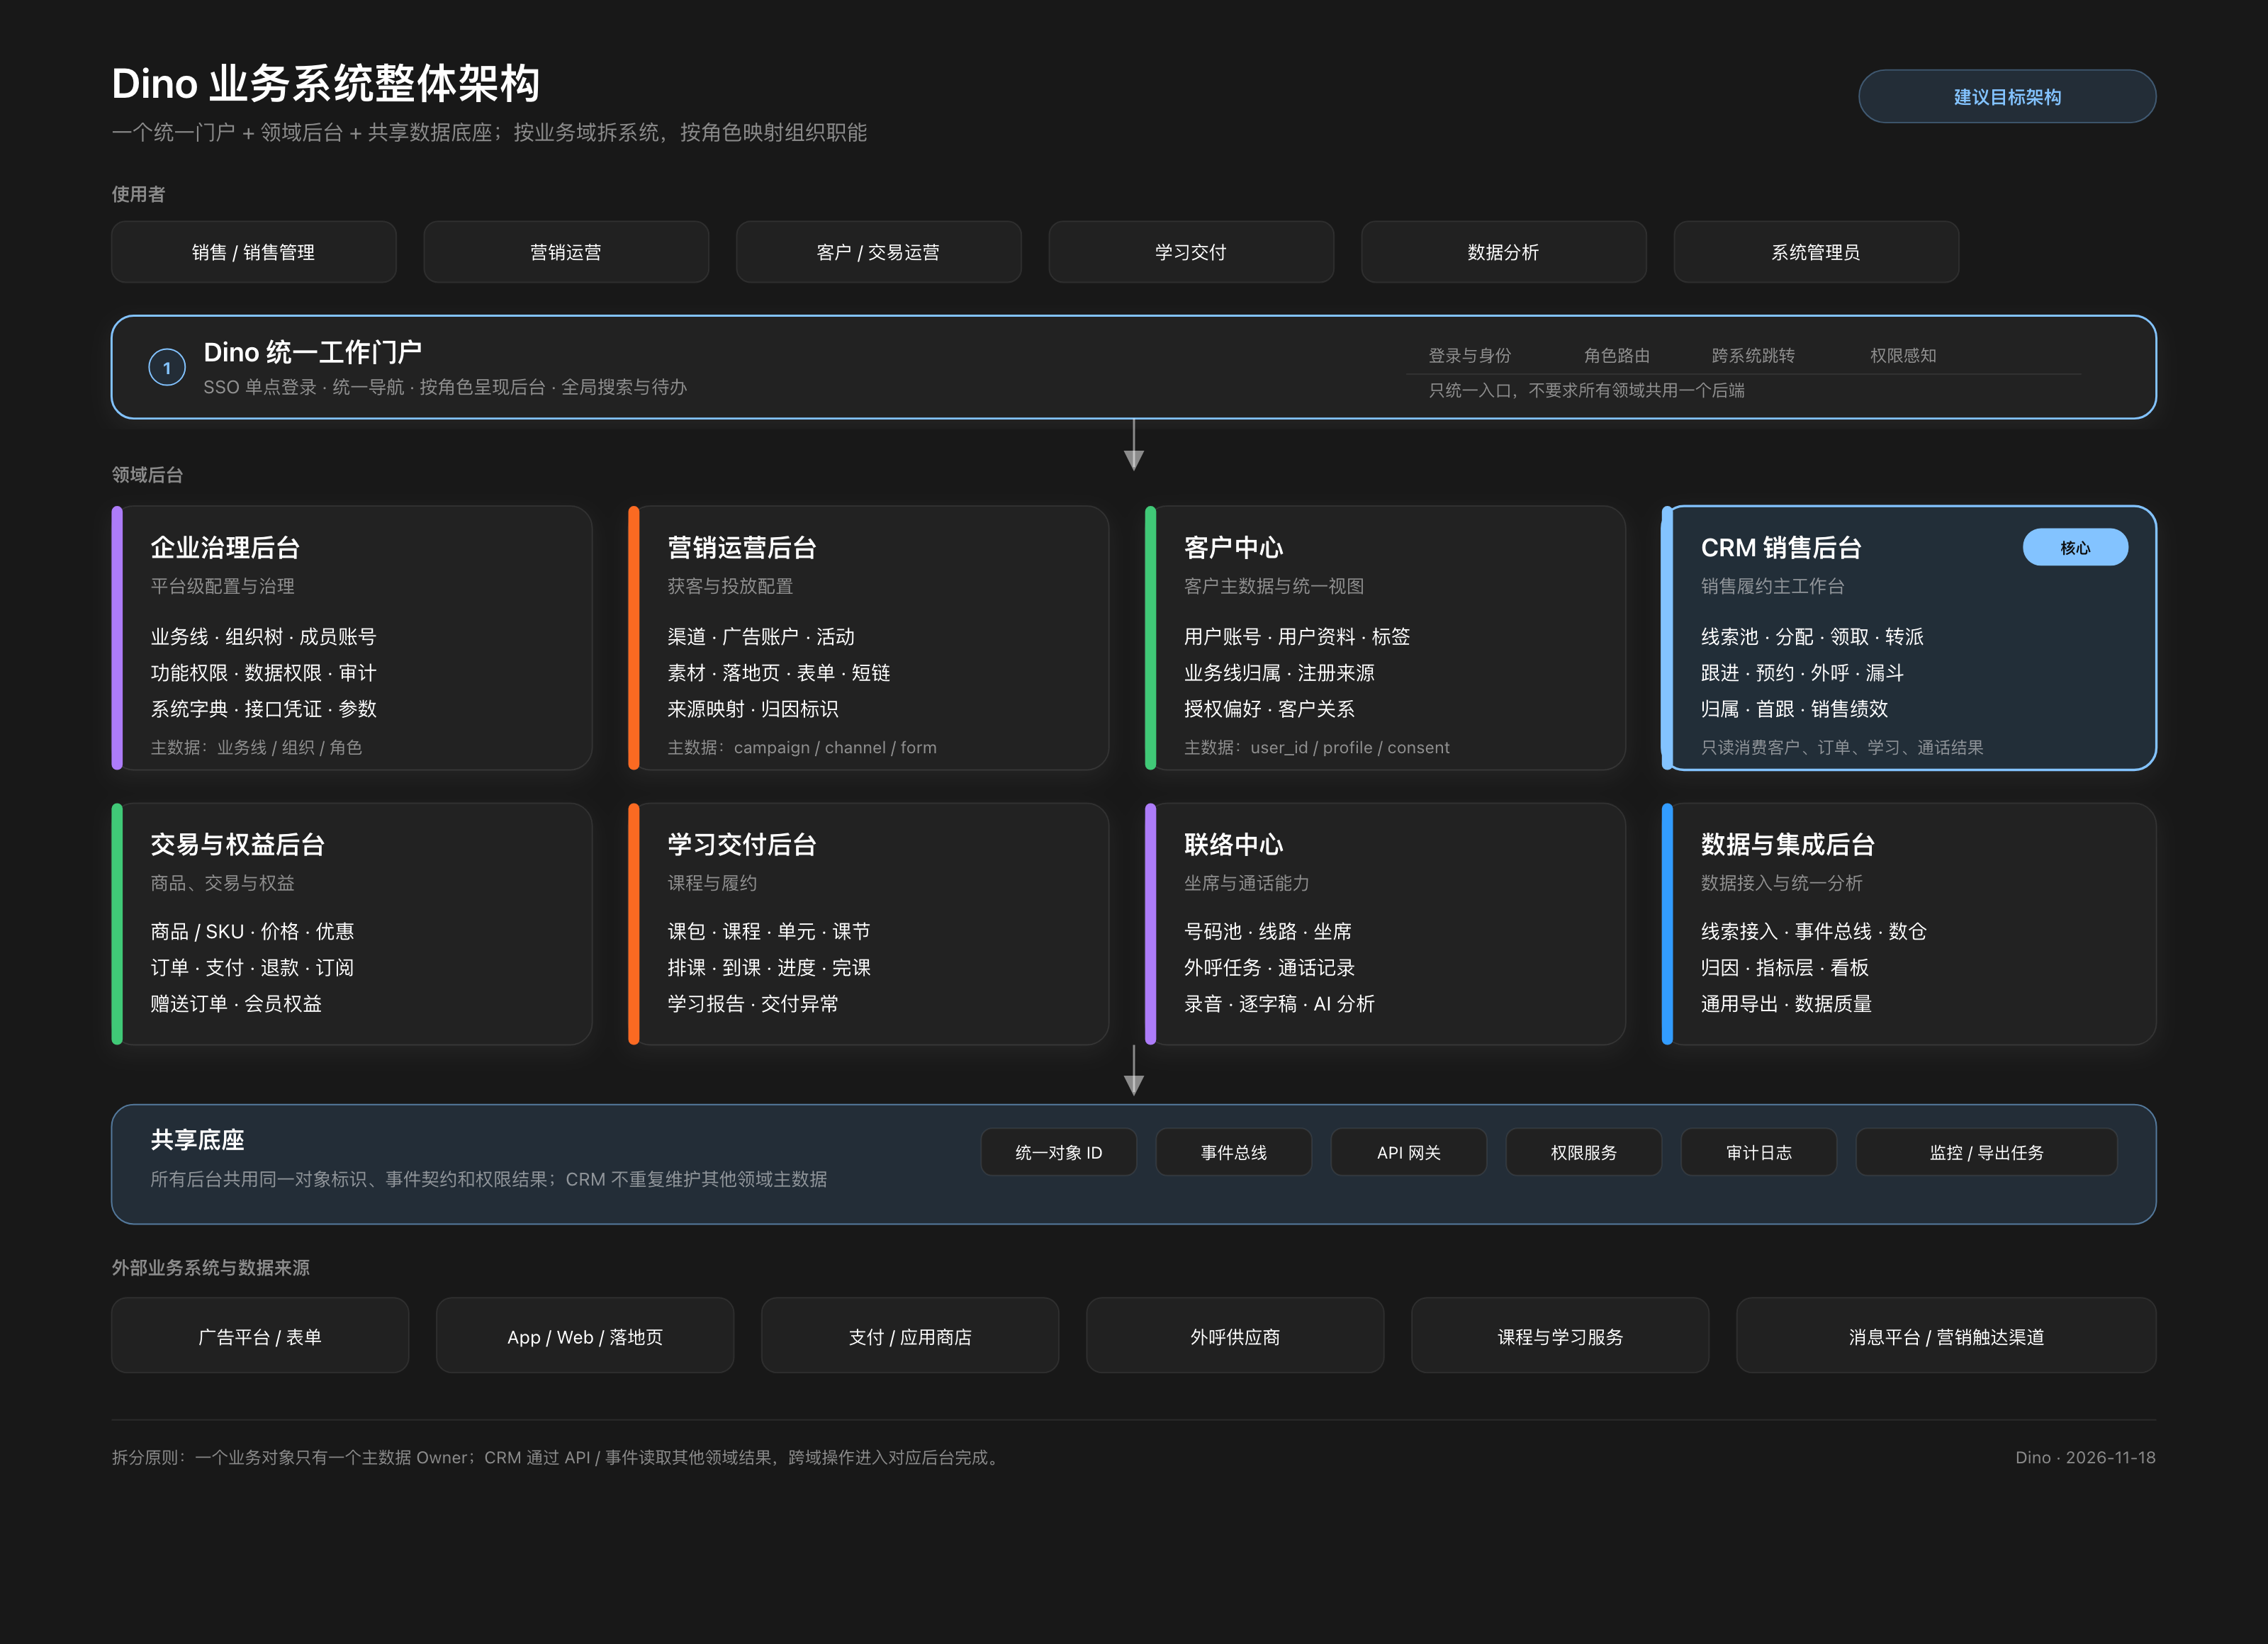 Dino 业务系统整体架构
建议目标架构
一个统一门户 + 领域后台 + 共享数据底座；按业务域拆系统，按角色映射组织职能
使用者
销售 / 销售管理
营销运营
客户 / 交易运营
学习交付
数据分析
系统管理员
1
Dino 统一工作门户
SSO 单点登录 · 统一导航 · 按角色呈现后台 · 全局搜索与待办
登录与身份
角色路由
跨系统跳转
权限感知
只统一入口，不要求所有领域共用一个后端
领域后台
企业治理后台
平台级配置与治理
业务线 · 组织树 · 成员账号
功能权限 · 数据权限 · 审计
系统字典 · 接口凭证 · 参数
主数据：业务线 / 组织 / 角色
营销运营后台
获客与投放配置
渠道 · 广告账户 · 活动
素材 · 落地页 · 表单 · 短链
来源映射 · 归因标识
主数据：campaign / channel / form
客户中心
客户主数据与统一视图
用户账号 · 用户资料 · 标签
业务线归属 · 注册来源
授权偏好 · 客户关系
主数据：user_id / profile / consent
CRM 销售后台
核心
销售履约主工作台
线索池 · 分配 · 领取 · 转派
跟进 · 预约 · 外呼 · 漏斗
归属 · 首跟 · 销售绩效
只读消费客户、订单、学习、通话结果
交易与权益后台
商品、交易与权益
商品 / SKU · 价格 · 优惠
订单 · 支付 · 退款 · 订阅
赠送订单 · 会员权益
学习交付后台
课程与履约
课包 · 课程 · 单元 · 课节
排课 · 到课 · 进度 · 完课
学习报告 · 交付异常
联络中心
坐席与通话能力
号码池 · 线路 · 坐席
外呼任务 · 通话记录
录音 · 逐字稿 · AI 分析
数据与集成后台
数据接入与统一分析
线索接入 · 事件总线 · 数仓
归因 · 指标层 · 看板
通用导出 · 数据质量
共享底座
所有后台共用同一对象标识、事件契约和权限结果；CRM 不重复维护其他领域主数据
统一对象 ID
事件总线
API 网关
权限服务
审计日志
监控 / 导出任务
外部业务系统与数据来源
广告平台 / 表单
App / Web / 落地页
支付 / 应用商店
外呼供应商
课程与学习服务
消息平台 / 营销触达渠道
拆分原则：一个业务对象只有一个主数据 Owner；CRM 通过 API / 事件读取其他领域结果，跨域操作进入对应后台完成。
Dino · 2026-11-18